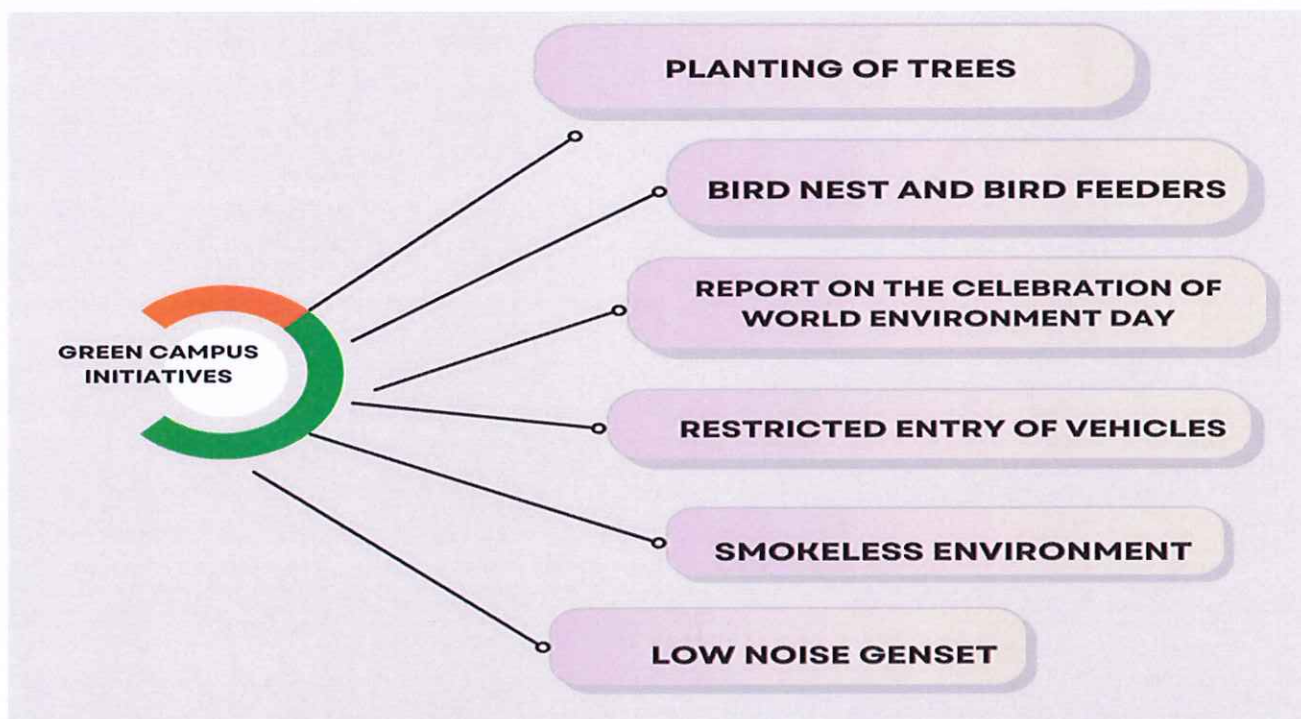 PLANTING OF TREES
BIRD NEST AND BIRD FEEDERS
REPORT ON THE CELEBRATION OF
WORLD ENVIRONMENT DAY
GREEN CAMPUS
INITIATIVES
RESTRICTED ENTRY OF VEHICLES
SMOKELESS ENVIRONMENT
LOW NOISE GENSET